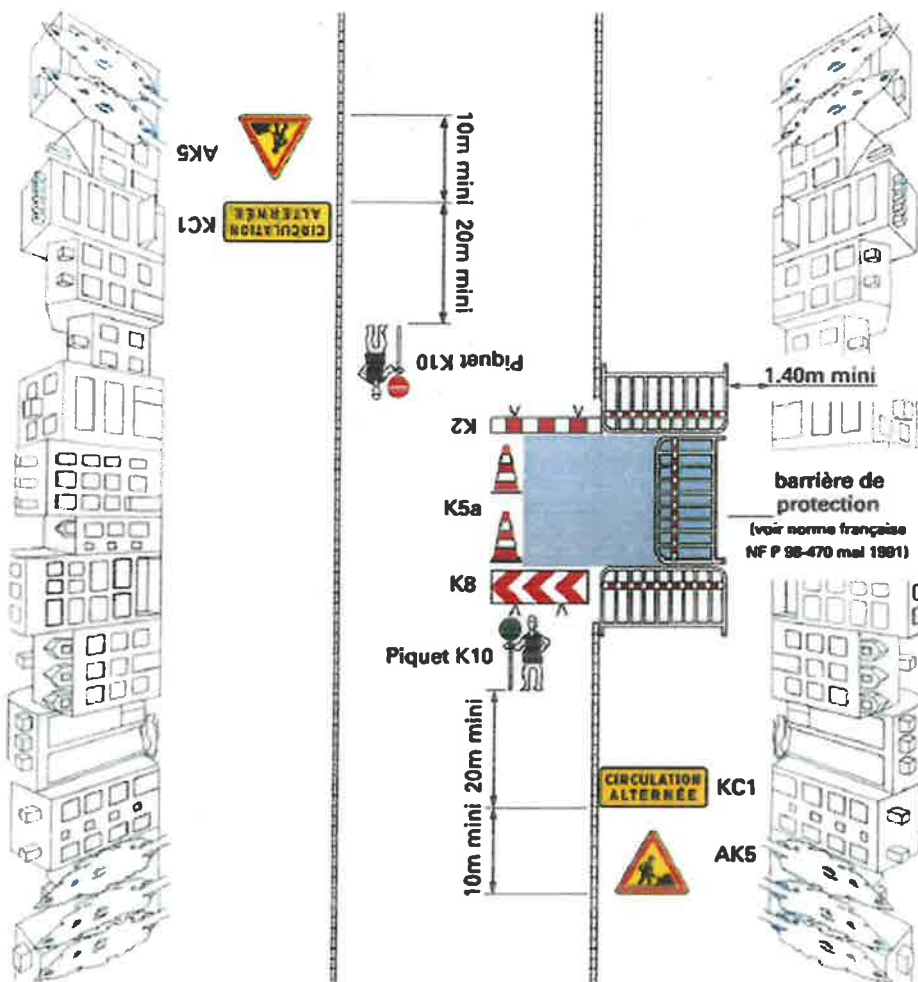 10m mini
AK5
KC1
CIRCULATION
ALTERNÉE
20m mini
Piquet K10
1.40m mini
K2
barrière de
protection
(voir norme française
NF P 98-470 mai 1991)
K5a
K8
Piquet K10
20m mini
CIRCULATION
ALTERNÉE
KC1
10m mini
AK5